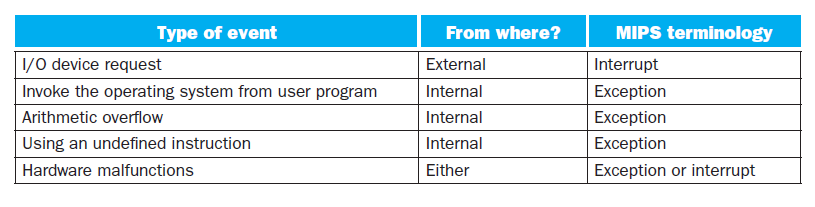 Type of event From where? MIPS terminology
I/O device request External Interrupt
Invoke the operating system from user program Internal Exception
Arithmetic overflow Internal Exception
Using an undefined instruction Internal Exception
Hardware malfunctions Either Exception or interrupt